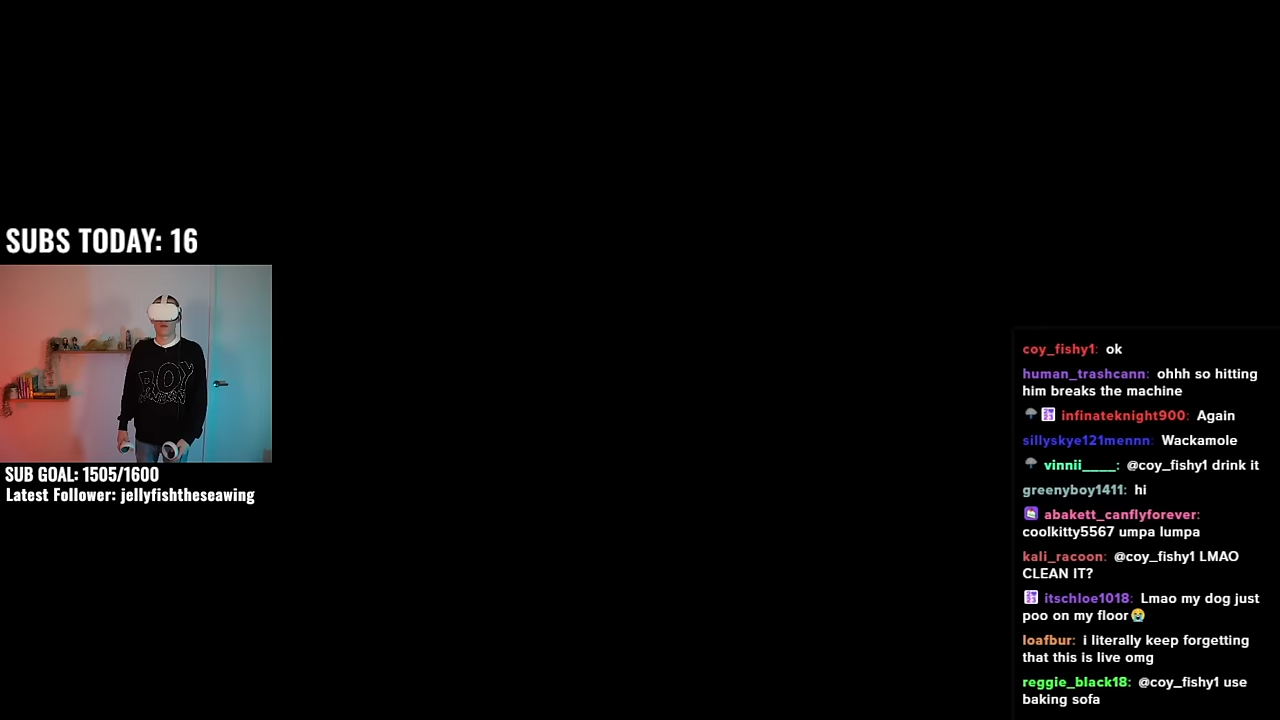 SUBS TODAY: 16
SUB GOAL: 1505/1600
Latest Follower: jellyfishtheseawing
coy_fishy1: ok
human_trashcann: ohhh so hitting
him breaks the machine
infinateknight900: Again
sillyskye121mennn: Wackamole
vinnii____: @coy_fishy1 drink it
greenyboy1411: hi
abakett_canflyforever:
coolkitty5567 umpa lumpa
kali_racoon: @coy_fishy1 LMAO
CLEAN IT?
itschloe1018: Lmao my dog just
poo on my floor😭
loafbur: i literally keep forgetting
that this is live omg
reggie_black18: @coy_fishy1 use
baking sofa